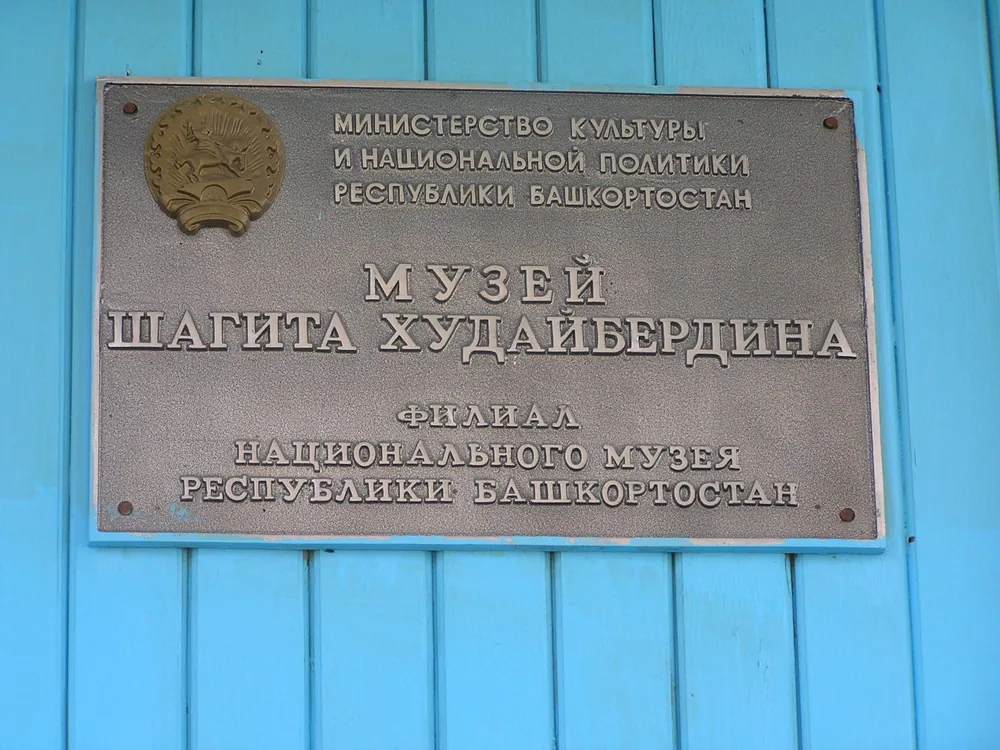 МИНИСТЕРСТВО КУЛЬТУРЫ
И НАЦИОНАЛЬНОЙ ПОЛИТИКИ
РЕСПУБЛИКИ БАШКОРТОСТАН
МУЗЕЙ
ШАГИТА ХУДАЙБЕРДИНА
ФИЛИАЛ
НАЦИОНАЛЬНОГО МУЗЕЯ
РЕСПУБЛИКИ БАШКОРТОСТАН